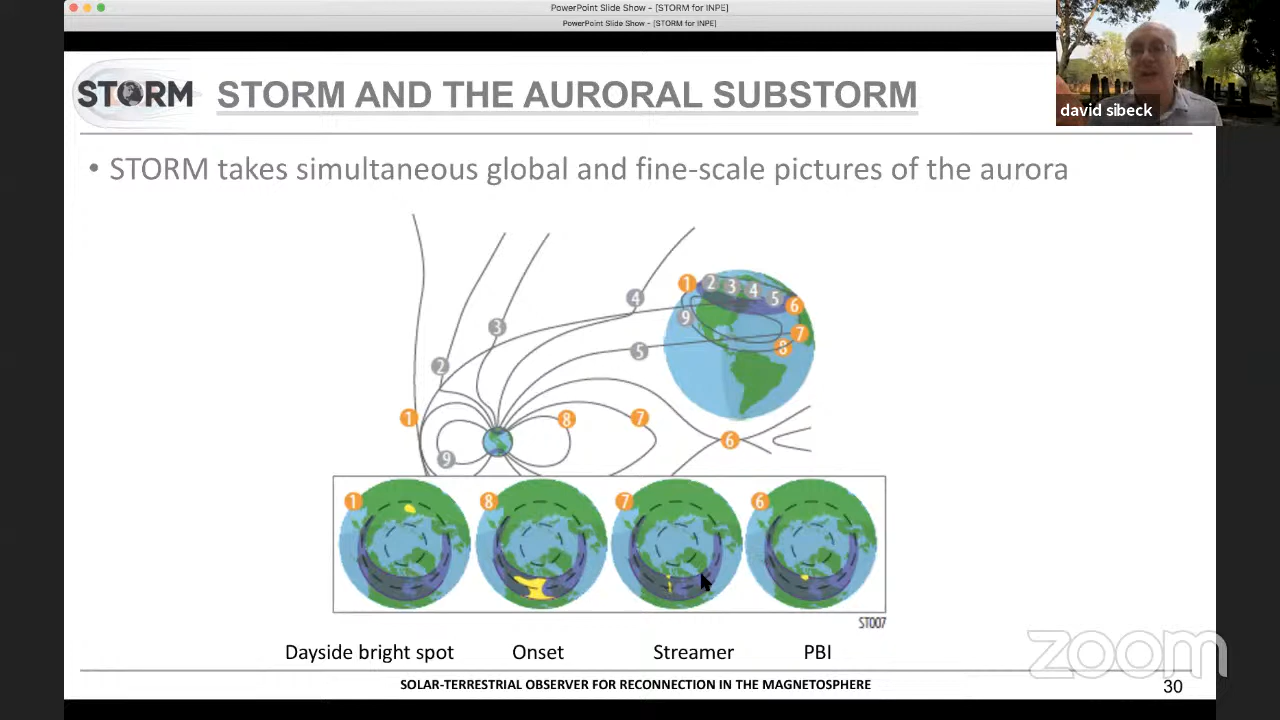 PowerPoint Slide Show - [STORM for INPE]
PowerPoint Slide Show - [STORM for INPE]
david sibeck
STORM
STORM AND THE AURORAL SUBSTORM
• STORM takes simultaneous global and fine-scale pictures of the aurora
1 2 3 4 5 6
9 7
8
4
3
5
2
1 8 7
6
9
1 8 7 6
ST007
Dayside bright spot Onset Streamer PBI
zoom
SOLAR-TERRESTRIAL OBSERVER FOR RECONNECTION IN THE MAGNETOSPHERE
30